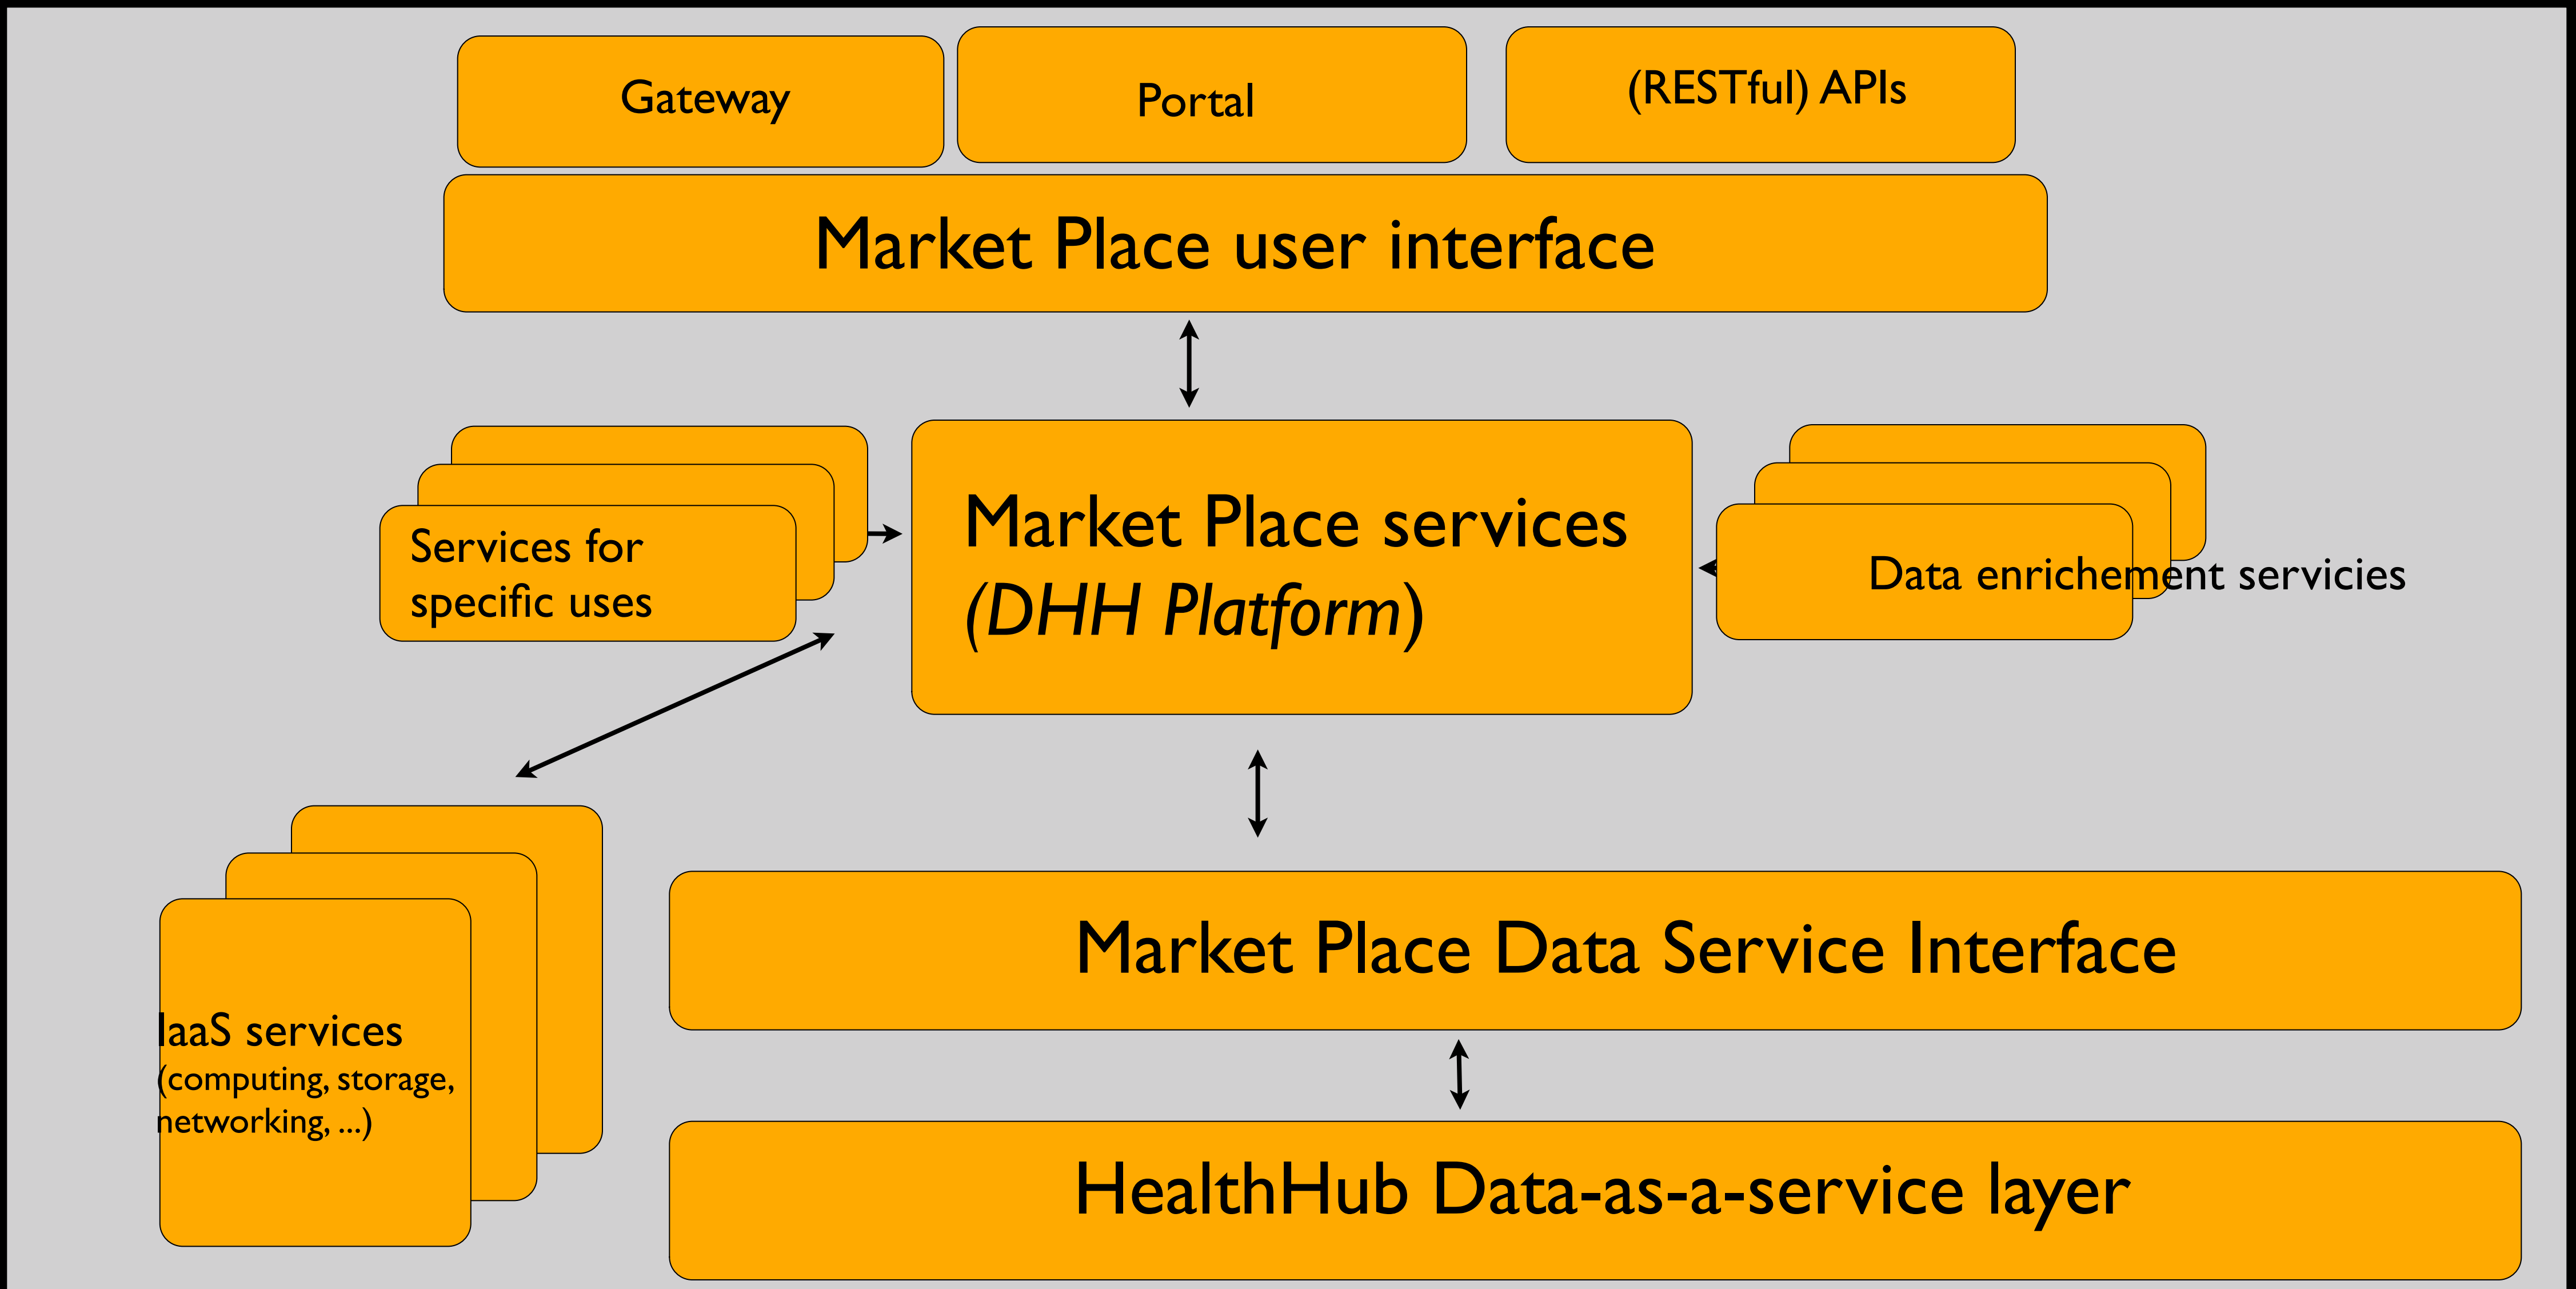 Gateway
Portal
(RESTful) APIs
Market Place user interface
Services for
specific uses
Market Place services
(DHH Platform)
Data enrichement servicies
IaaS services
(computing, storage,
networking, ...)
Market Place Data Service Interface
HealthHub Data-as-a-service layer